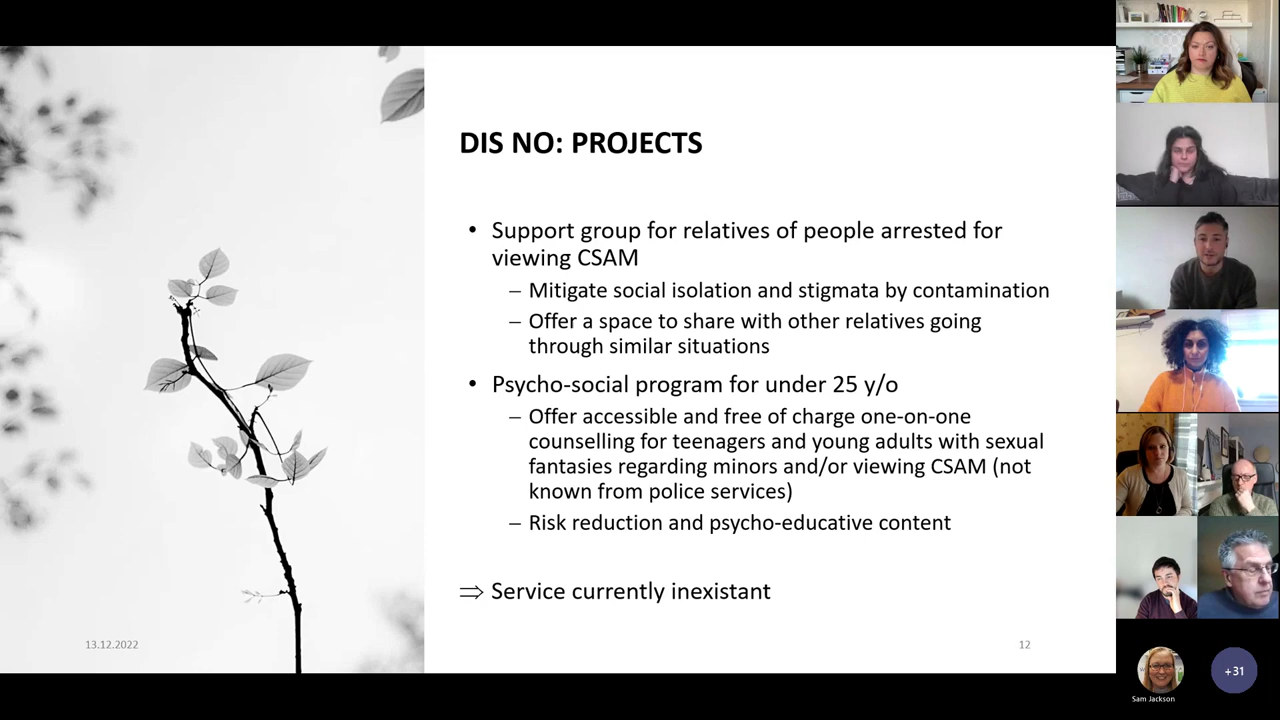 DIS NO: PROJECTS
• Support group for relatives of people arrested for
viewing CSAM
– Mitigate social isolation and stigmata by contamination
– Offer a space to share with other relatives going
through similar situations
• Psycho-social program for under 25 y/o
– Offer accessible and free of charge one-on-one
counselling for teenagers and young adults with sexual
fantasies regarding minors and/or viewing CSAM (not
known from police services)
– Risk reduction and psycho-educative content
⇒ Service currently inexistant
13.12.2022
12
Sam Jackson
+31